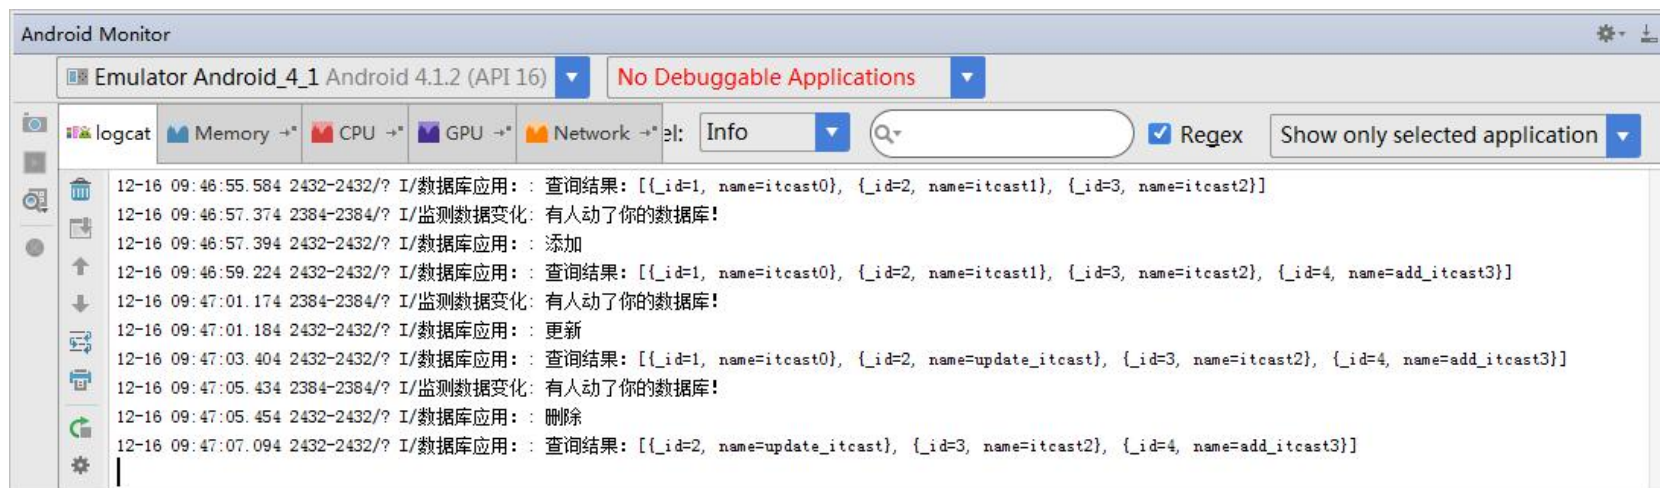 Android Monitor
Emulator Android_4_1 Android 4.1.2 (API 16) No Debuggable Applications
logcat Memory CPU GPU Network el: Info Regex Show only selected application
12-16 09:46:55.584 2432-2432/? I/数据库应用: : 查询结果: [{_id=1, name=itcast0}, {_id=2, name=itcast1}, {_id=3, name=itcast2}]
12-16 09:46:57.374 2384-2384/? I/监测数据变化: 有人动了你的数据库!
12-16 09:46:57.394 2432-2432/? I/数据库应用: : 添加
12-16 09:46:59.224 2432-2432/? I/数据库应用: : 查询结果: [{_id=1, name=itcast0}, {_id=2, name=itcast1}, {_id=3, name=itcast2}, {_id=4, name=add_itcast3}]
12-16 09:47:01.174 2384-2384/? I/监测数据变化: 有人动了你的数据库!
12-16 09:47:01.184 2432-2432/? I/数据库应用: : 更新
12-16 09:47:03.404 2432-2432/? I/数据库应用: : 查询结果: [{_id=1, name=itcast0}, {_id=2, name=update_itcast}, {_id=3, name=itcast2}, {_id=4, name=add_itcast3}]
12-16 09:47:05.434 2384-2384/? I/监测数据变化: 有人动了你的数据库!
12-16 09:47:05.454 2432-2432/? I/数据库应用: : 删除
12-16 09:47:07.094 2432-2432/? I/数据库应用: : 查询结果: [{_id=2, name=update_itcast}, {_id=3, name=itcast2}, {_id=4, name=add_itcast3}]